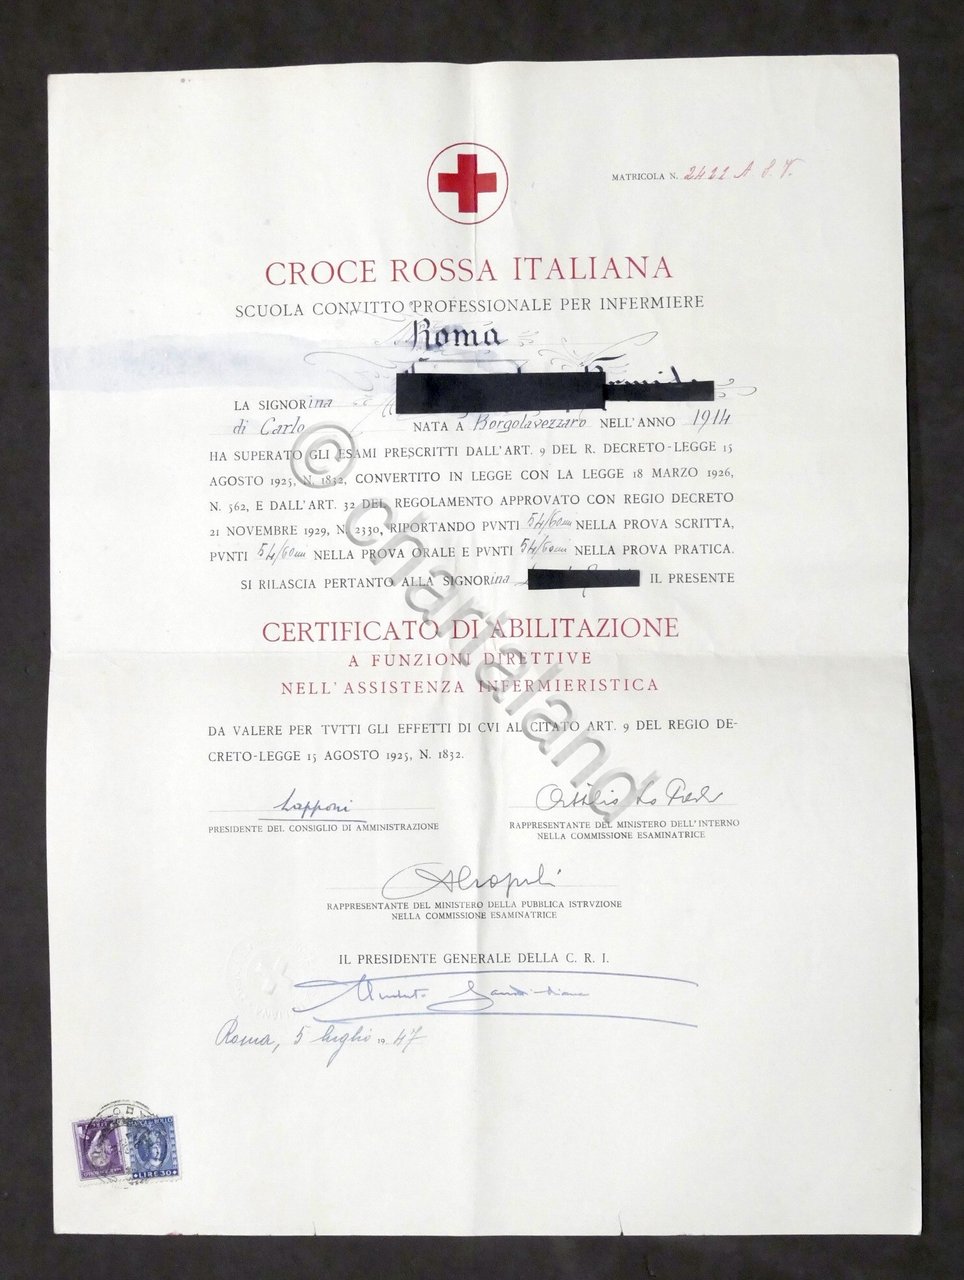 MATRICOLA N. 2421 A S.V.
CROCE ROSSA ITALIANA
SCUOLA CONVITTO PROFESSIONALE PER INFERMIERE
Roma
LA SIGNORina
di Carlo NATA A Borgolavezzaro NELL'ANNO 1914
HA SUPERATO GLI ESAMI PRESCRITTI DALL'ART. 9 DEL R. DECRETO-LEGGE 15
AGOSTO 1925, N. 1832, CONVERTITO IN LEGGE CON LA LEGGE 18 MARZO 1926,
N. 562, E DALL'ART. 32 DEL REGOLAMENTO APPROVATO CON REGIO DECRETO
21 NOVEMBRE 1929, N. 2330, RIPORTANDO PVNTI 54/60mi NELLA PROVA SCRITTA,
PVNTI 54/60mi NELLA PROVA ORALE E PVNTI 54/60mi NELLA PROVA PRATICA.
SI RILASCIA PERTANTO ALLA SIGNORina IL PRESENTE
CERTIFICATO DI ABILITAZIONE
A FUNZIONI DIRETTIVE
NELL'ASSISTENZA INFERMIERISTICA
DA VALERE PER TVTTI GLI EFFETTI DI CVI AL CITATO ART. 9 DEL REGIO DE-
CRETO-LEGGE 15 AGOSTO 1925, N. 1832.
Lapponi
PRESIDENTE DEL CONSIGLIO DI AMMINISTRAZIONE
RAPPRESENTANTE DEL MINISTERO DELL'INTERNO
NELLA COMMISSIONE ESAMINATRICE
RAPPRESENTANTE DEL MINISTERO DELLA PUBBLICA ISTRVZIONE
NELLA COMMISSIONE ESAMINATRICE
IL PRESIDENTE GENERALE DELLA C. R. I.
Roma, 5 luglio 1947
LIRE 30
© chartaland